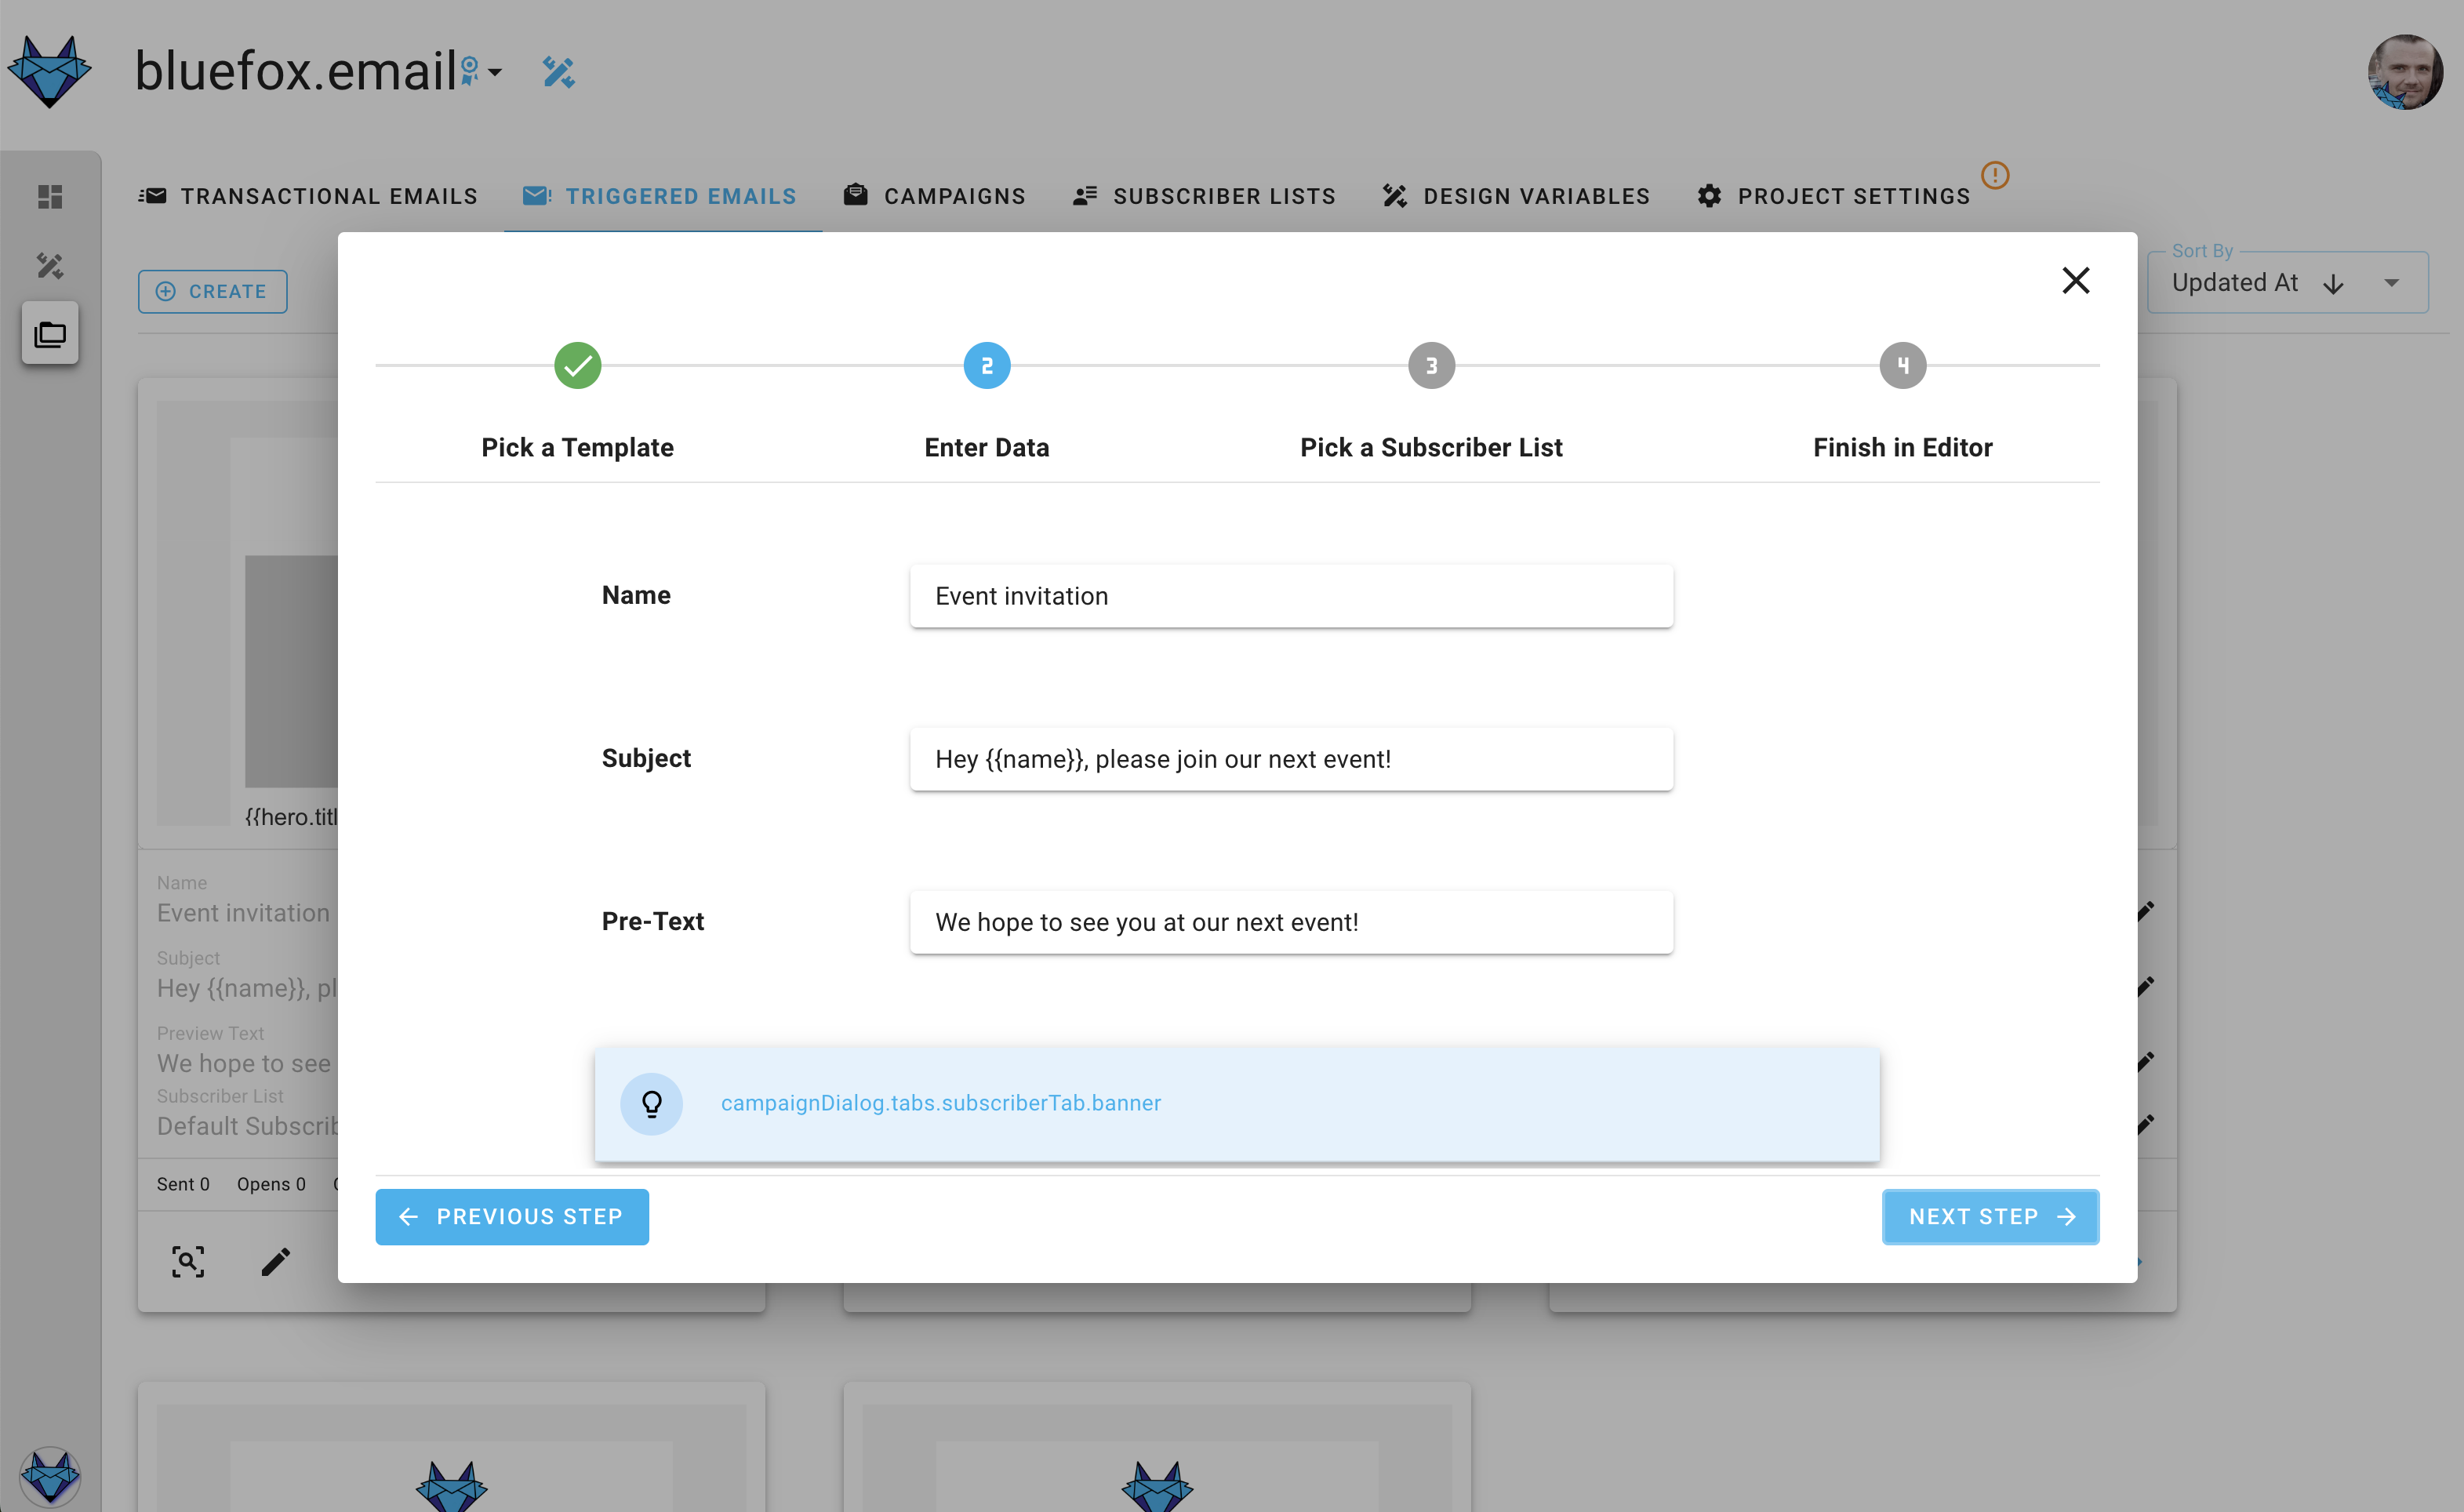 bluefox.email
TRANSACTIONAL EMAILS
TRIGGERED EMAILS
CAMPAIGNS
SUBSCRIBER LISTS
DESIGN VARIABLES
PROJECT SETTINGS
CREATE
Sort By
Updated At
2
3
4
Pick a Template
Enter Data
Pick a Subscriber List
Finish in Editor
Name
Event invitation
Subject
Hey {{name}}, please join our next event!
Pre-Text
We hope to see you at our next event!
campaignDialog.tabs.subscriberTab.banner
PREVIOUS STEP
NEXT STEP
{{hero.titl
Name
Event invitation
Subject
Hey {{name}}, pl
Preview Text
We hope to see
Subscriber List
Default Subscrib
Sent 0 Opens 0